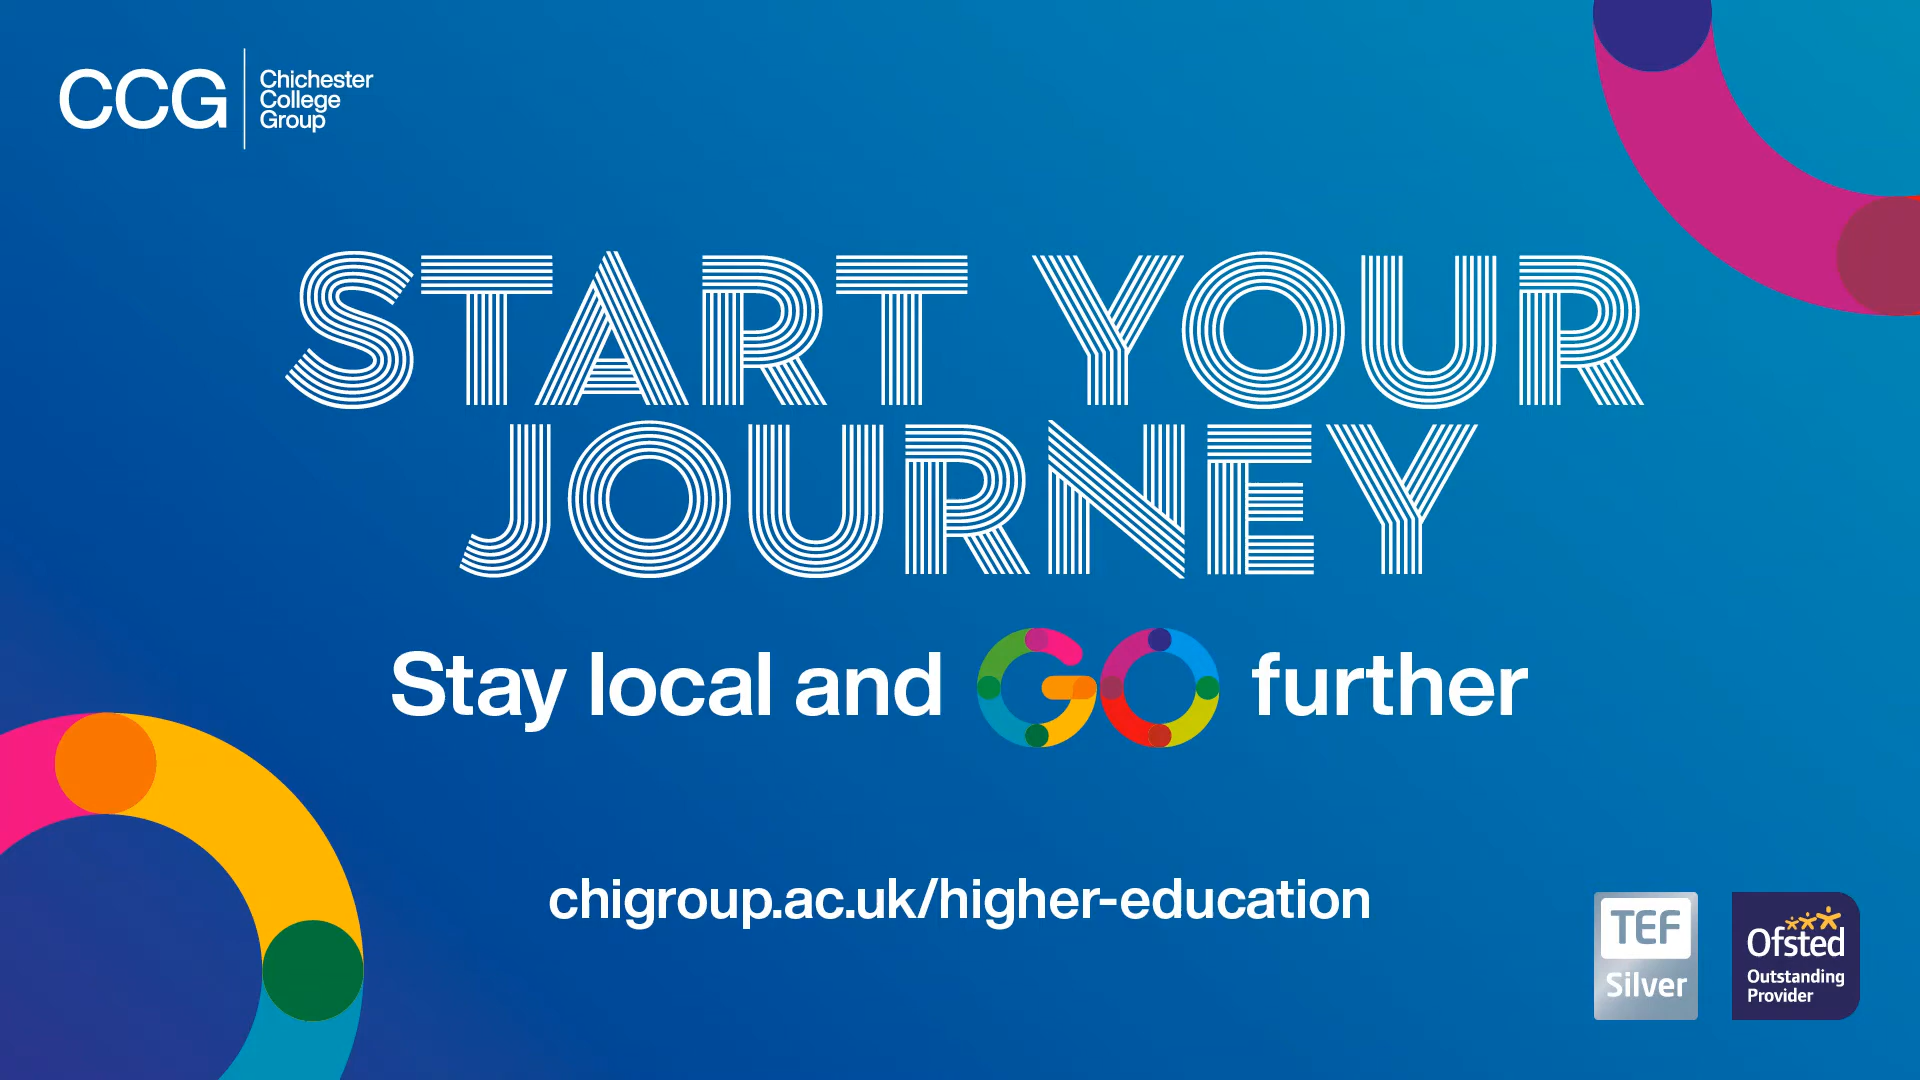 CCG
Chichester
College
Group
START YOUR
JOURNEY
Stay local and GO further
chigroup.ac.uk/higher-education
TEF
Silver
Ofsted
Outstanding
Provider